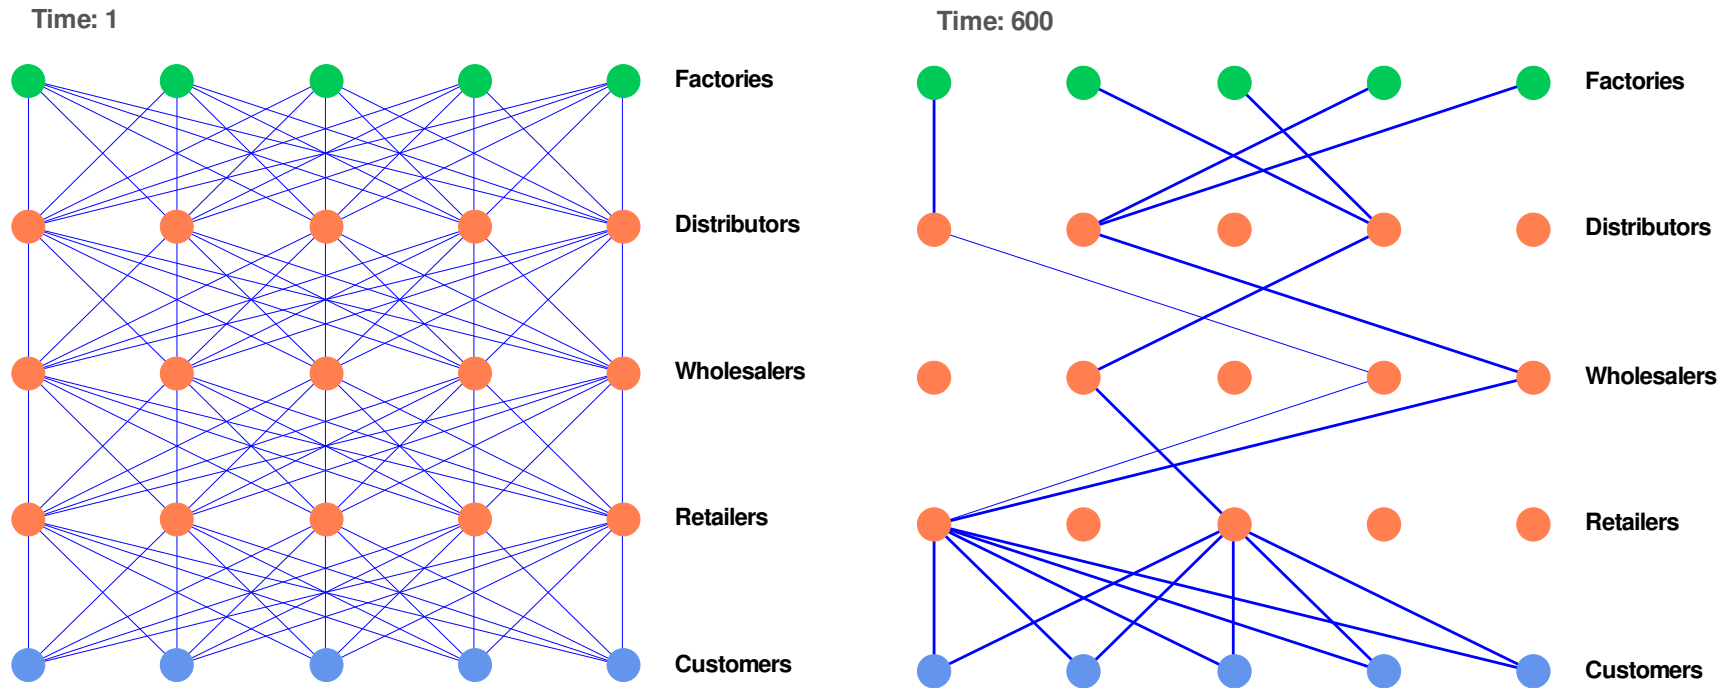 Time: 1
Factories
Distributors
Wholesalers
Retailers
Customers
Time: 600
Factories
Distributors
Wholesalers
Retailers
Customers